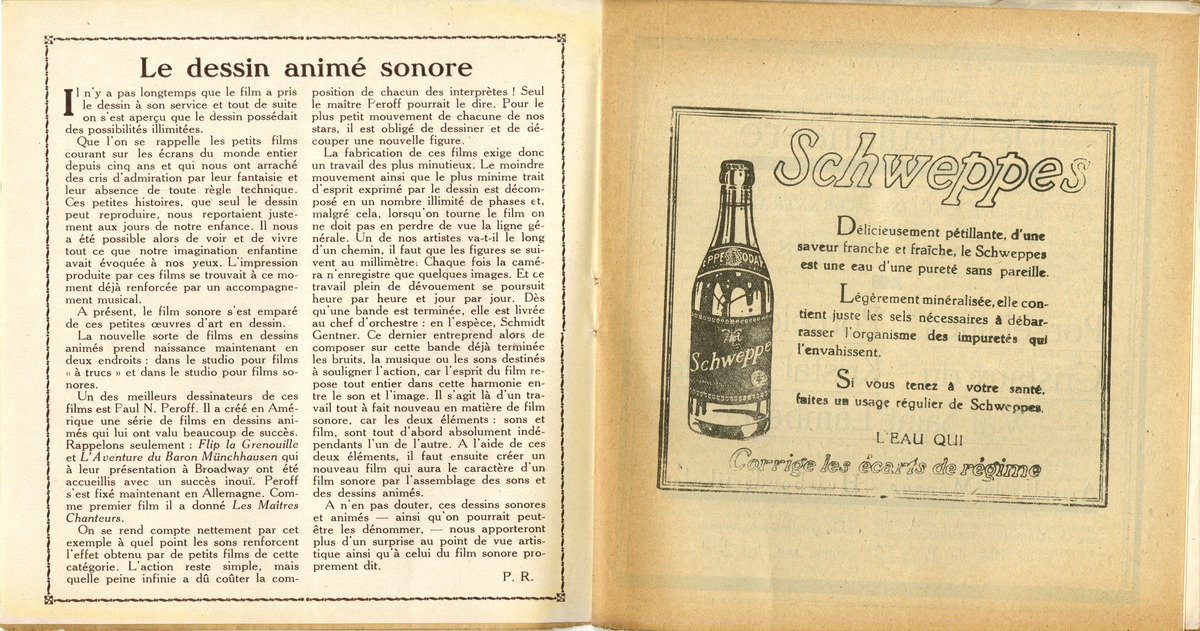 Le dessin animé sonore
Il n'y a pas longtemps que le film a pris
le dessin à son service et tout de suite
on s'est aperçu que le dessin possédait
des possibilités illimitées.
Que l'on se rappelle les petits films
courant sur les écrans du monde entier
depuis cinq ans et qui nous ont arraché
des cris d'admiration par leur fantaisie et
leur absence de toute règle technique.
Ces petites histoires, que seul le dessin
peut reproduire, nous reportaient juste-
ment aux jours de notre enfance. Il nous
a été possible alors de voir et de vivre
tout ce que notre imagination enfantine
avait évoquée à nos yeux. L'impression
produite par ces films se trouvait à ce mo-
ment déjà renforcée par un accompagne-
ment musical.
A présent, le film sonore s'est emparé
de ces petites œuvres d'art en dessin.
La nouvelle sorte de films en dessins
animés prend naissance maintenant en
deux endroits : dans le studio pour films
« à trucs » et dans le studio pour films so-
nores.
Un des meilleurs dessinateurs de ces
films est Paul N. Peroff. Il a créé en Amé-
rique une série de films en dessins ani-
més qui lui ont valu beaucoup de succès.
Rappelons seulement : Flip la Grenouille
et L'Aventure du Baron Münchhausen qui
à leur présentation à Broadway ont été
accueillis avec un succès inouï. Peroff
s'est fixé maintenant en Allemagne. Com-
me premier film il a donné Les Maîtres
Chanteurs.
On se rend compte nettement par cet
exemple à quel point les sons renforcent
l'effet obtenu par de petits films de cette
catégorie. L'action reste simple, mais
quelle peine infinie a dû coûter la com-
position de chacun des interprètes ! Seul
le maître Peroff pourrait le dire. Pour le
plus petit mouvement de chacune de nos
stars, il est obligé de dessiner et de dé-
couper une nouvelle figure.
La fabrication de ces films exige donc
un travail des plus minutieux. Le moindre
mouvement ainsi que le plus minime trait
d'esprit exprimé par le dessin est décom-
posé en un nombre illimité de phases et,
malgré cela, lorsqu'on tourne le film on
ne doit pas en perdre de vue la ligne gé-
nérale. Un de nos artistes va-t-il le long
d'un chemin, il faut que les figures se sui-
vent au millimètre. Chaque fois la camé-
ra n'enregistre que quelques images. Et ce
travail plein de dévouement se poursuit
heure par heure et jour par jour. Dès
qu'une bande est terminée, elle est livrée
au chef d'orchestre : en l'espèce, Schmidt
Gentner. Ce dernier entreprend alors de
composer sur cette bande déjà terminée
les bruits, la musique ou les sons destinés
à souligner l'action, car l'esprit du film re-
pose tout entier dans cette harmonie en-
tre le son et l'image. Il s'agit là d'un tra-
vail tout à fait nouveau en matière de film
sonore, car les deux éléments : sons et
film, sont tout d'abord absolument indé-
pendants l'un de l'autre. A l'aide de ces
deux éléments, il faut ensuite créer un
nouveau film qui aura le caractère d'un
film sonore par l'assemblage des sons et
des dessins animés.
A n'en pas douter, ces dessins sonores
et animés — ainsi qu'on pourrait peut-
être les dénommer, — nous apporteront
plus d'un surprise au point de vue artis-
tique ainsi qu'à celui du film sonore pro-
prement dit.
P. R.
Schweppes
Délicieusement pétillante, d'une
saveur franche et fraîche, le Schweppes
est une eau d'une pureté sans pareille.
Légèrement minéralisée, elle con-
tient juste les sels nécessaires à débar-
rasser l'organisme des impuretés qui
l'envahissent.
Si vous tenez à votre santé,
faites un usage régulier de Schweppes,
L'EAU QUI
Corrige les écarts de régime
PPES SODA
Schweppe